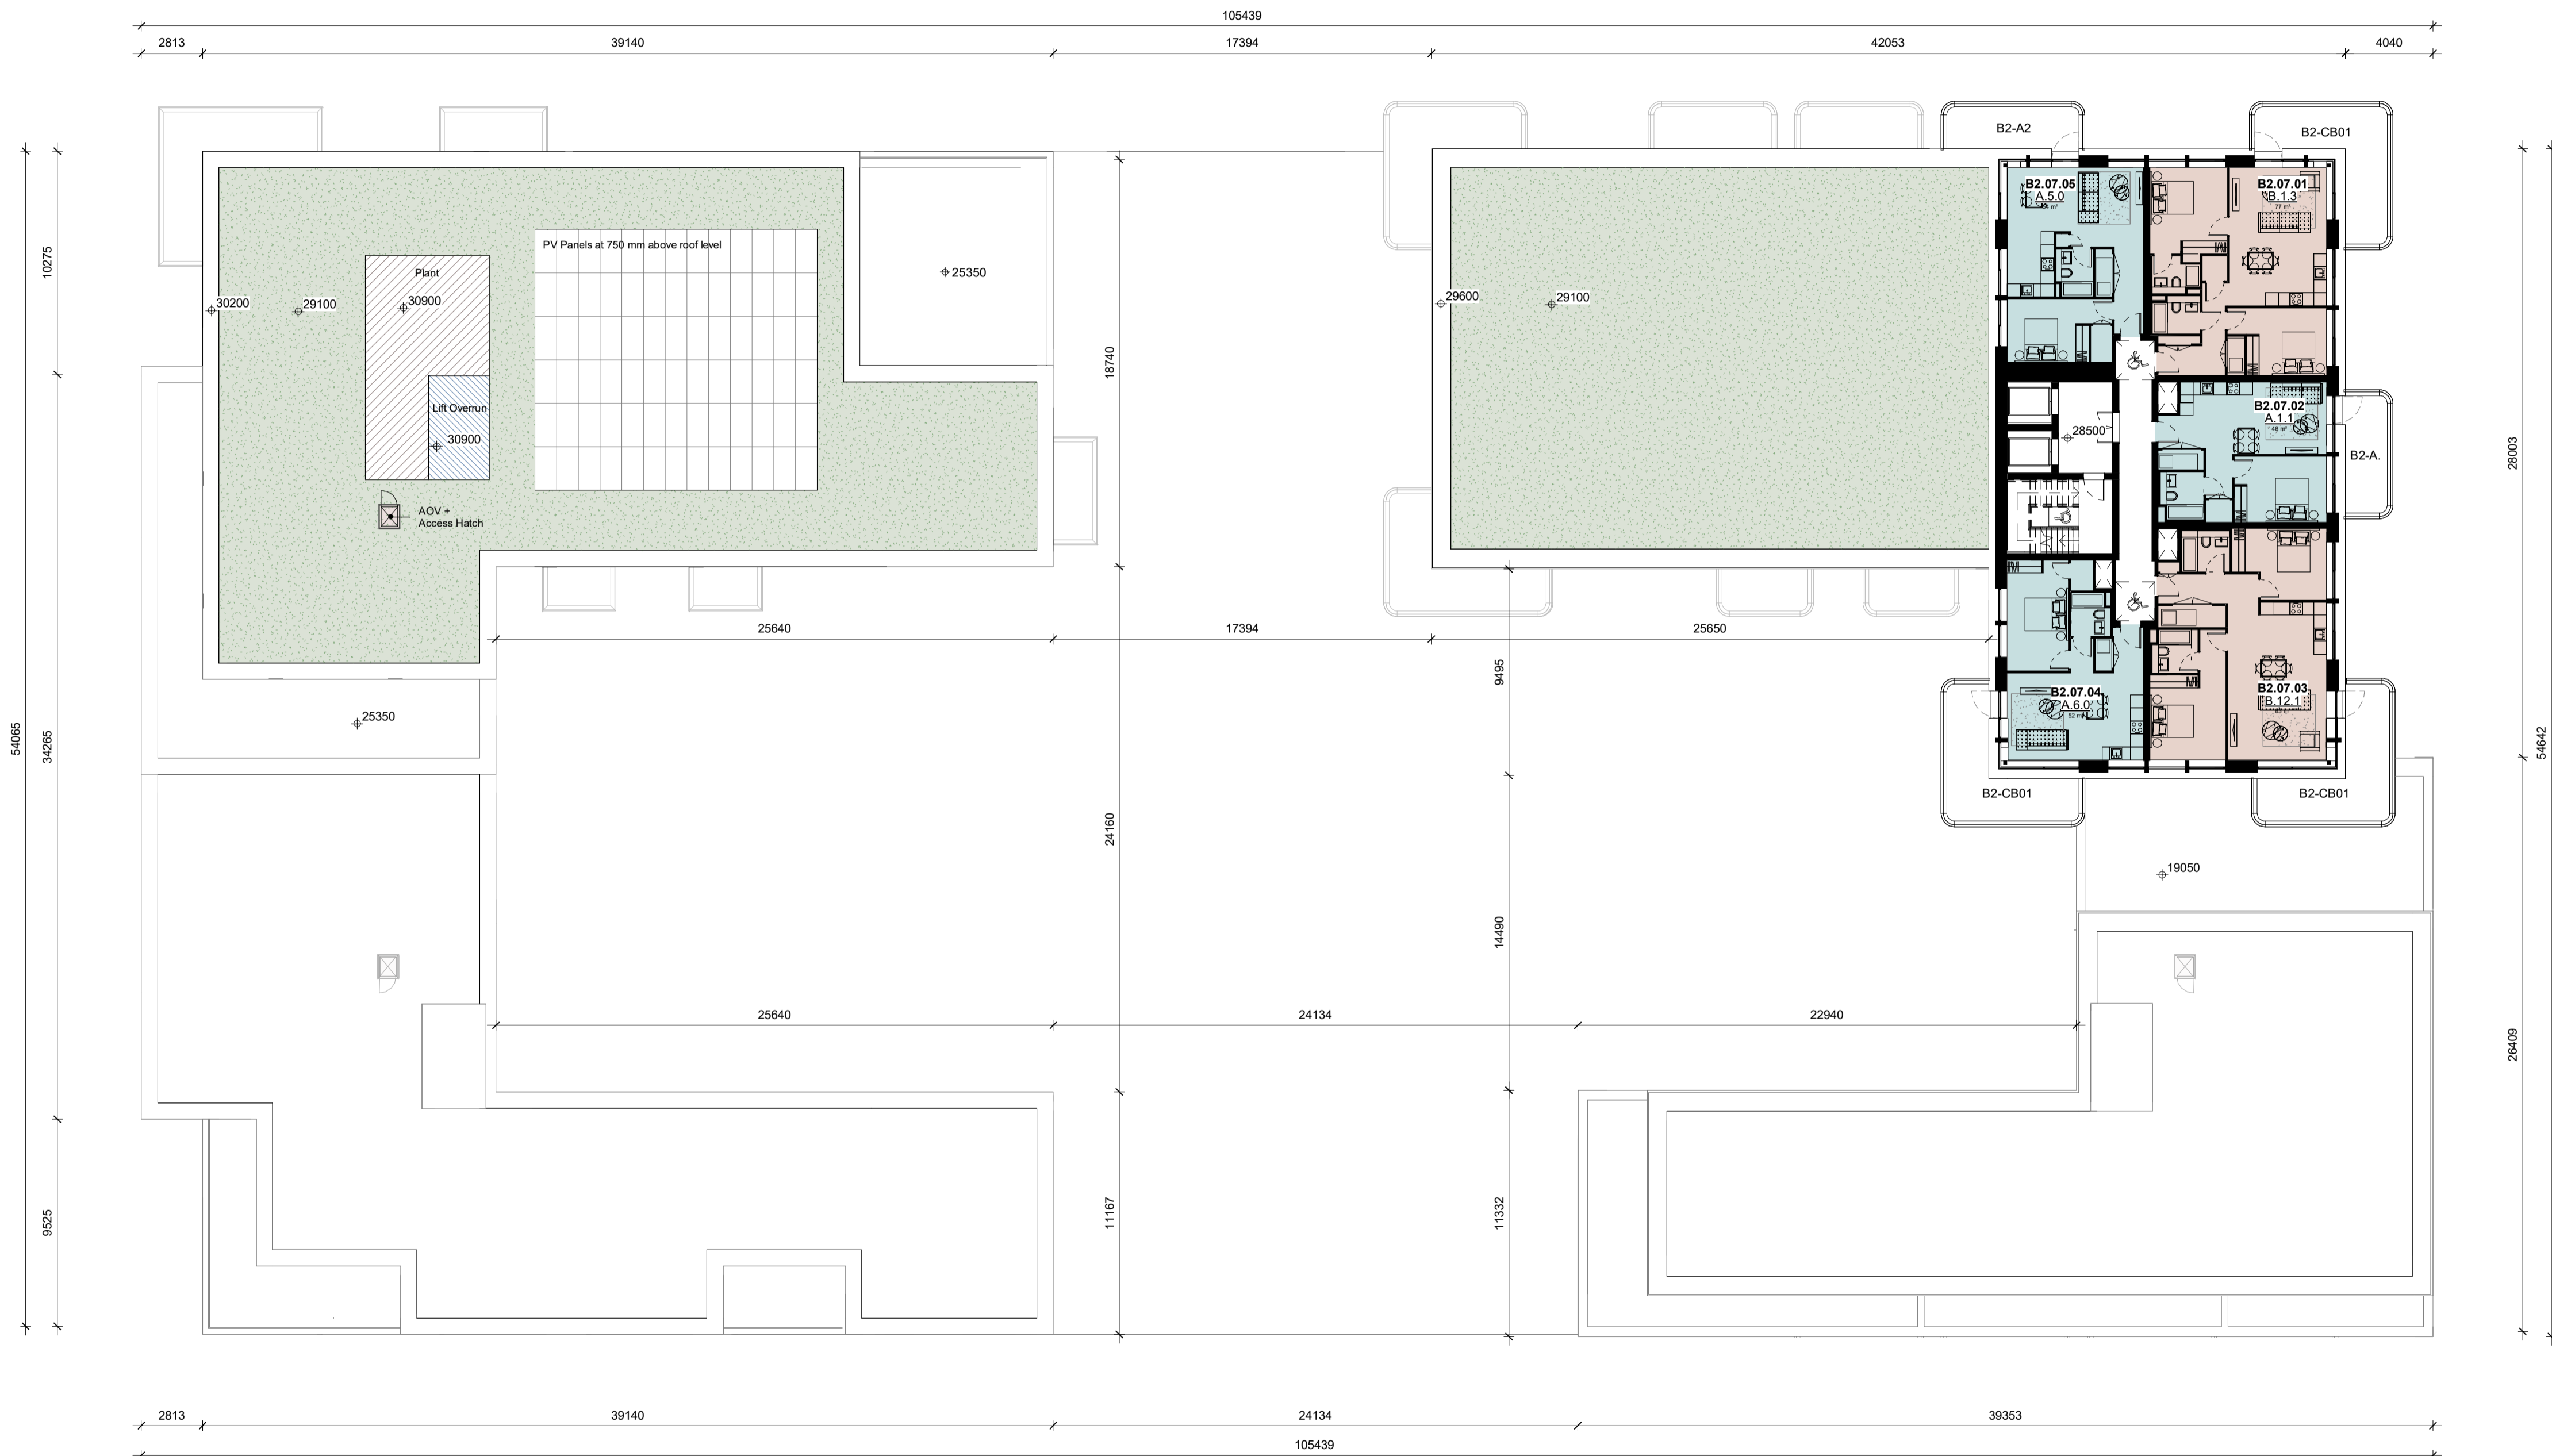 105439
2813 39140 17394 42053 4040
B2-A2
B2-CB01
B2.07.05
A.5.0
B2.07.01
B.1.3
77 m²
PV Panels at 750 mm above roof level
Plant
25350
30200
29100
30900
29600
29100
10275
18740
Lift Overrun
30900
B2.07.02
A.1.1
28500
B2-A.
28003
AOV +
Access Hatch
25640 17394 25650
9495
B2.07.04
A.6.0
52 m²
B2.07.03
B.12.1
25350
54065
34265
54642
B2-CB01
B2-CB01
24160
19050
14490
25640 24134 22940
26409
9525
11167
11332
2813 39140 24134 39353
105439